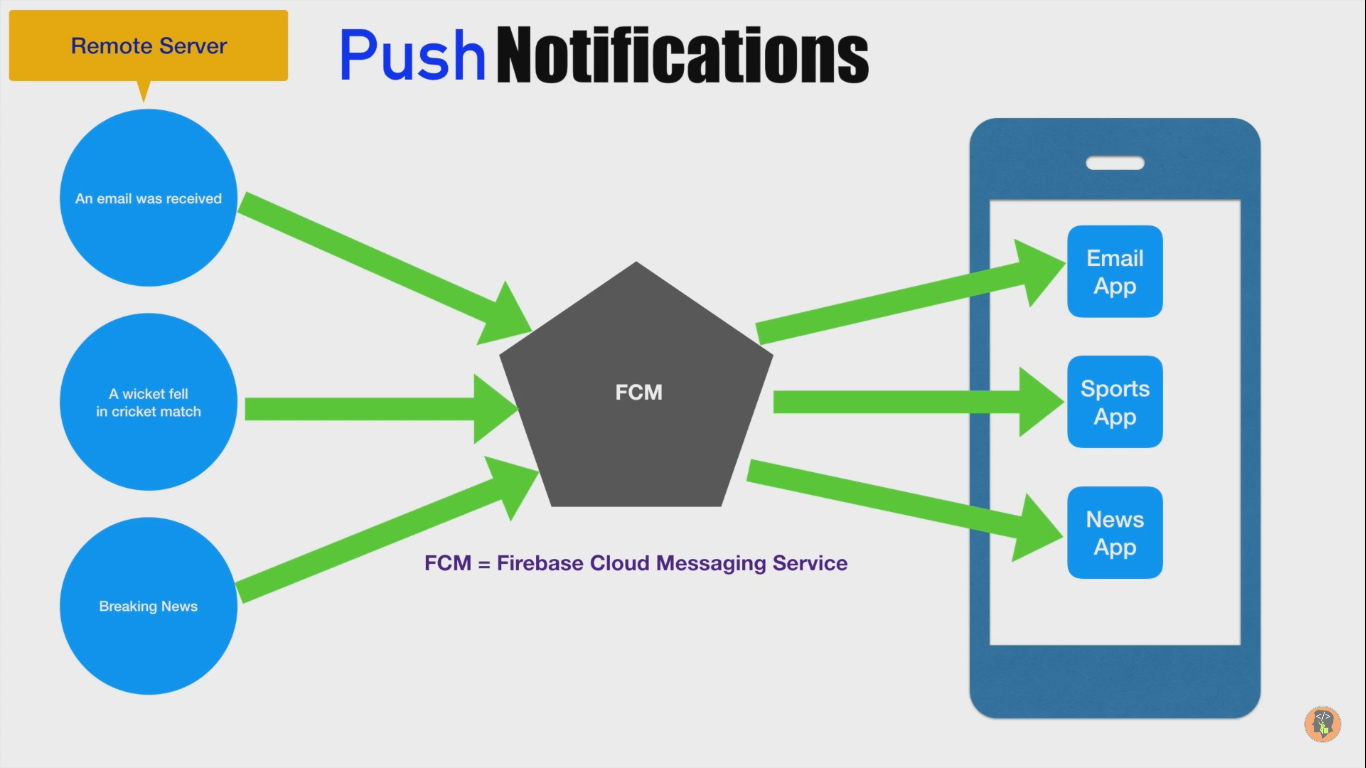 Remote Server
Push Notifications
An email was received
A wicket fell
in cricket match
Breaking News
FCM
FCM = Firebase Cloud Messaging Service
Email
App
Sports
App
News
App
</>